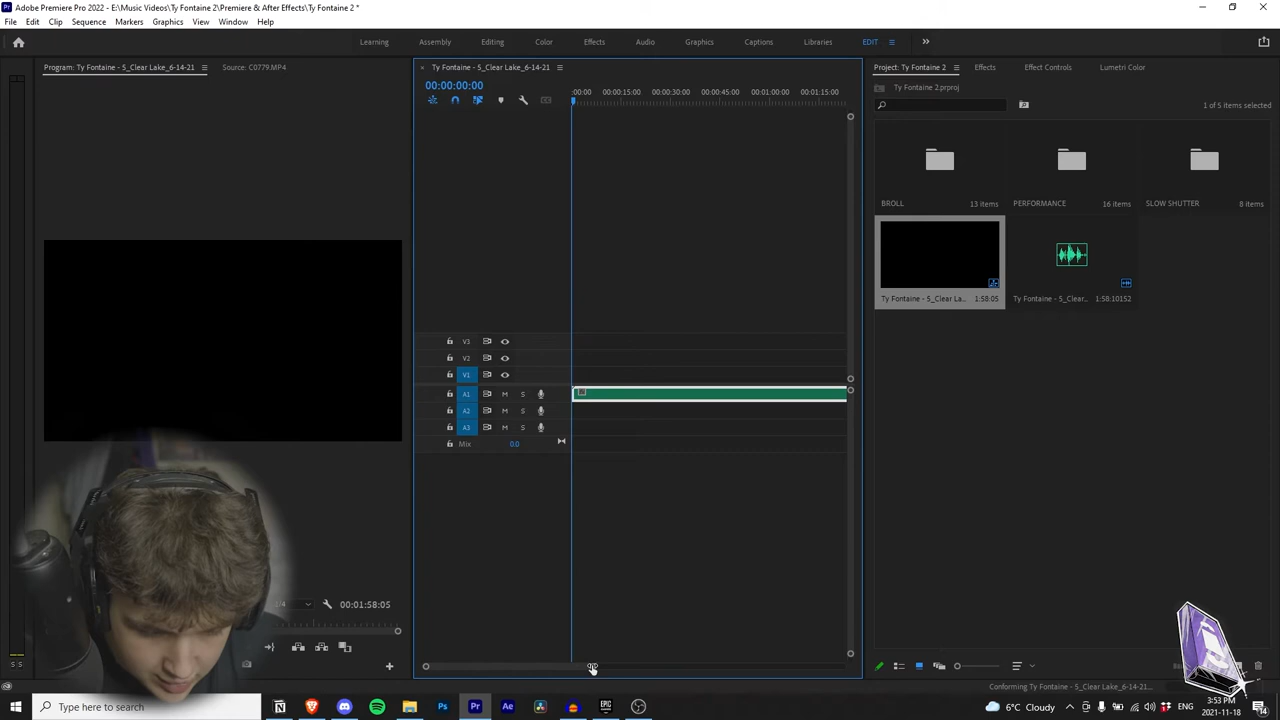 Adobe Premiere Pro 2022 - E:\Music Videos\Ty Fontaine 2\Premiere & After Effects\Ty Fontaine 2 *
File Edit Clip Sequence Markers Graphics View Window Help
Learning Assembly Editing Color Effects Audio Graphics Captions Libraries EDIT
Program: Ty Fontaine - 5_Clear Lake_6-14-21 Source: C0779.MP4
Ty Fontaine - 5_Clear Lake_6-14-21
Project: Ty Fontaine 2 Effects Effect Controls Lumetri Color
00:00:00:00
Ty Fontaine 2.prproj
:00:00 00:00:15:00 00:00:30:00 00:00:45:00 00:01:00:00 00:01:15:00
1 of 5 items selected
BROLL 13 items PERFORMANCE 16 items SLOW SHUTTER 8 items
Ty Fontaine - 5_Clear La... 1:58:05 Ty Fontaine - 5_Clear... 1:58:10152
V3
V2
V1
A1 M S
A2 M S
A3 M S
Mix 0.0
1/4 00:01:58:05
S S
Conforming Ty Fontaine - 5_Clear Lake_6-14-21...
Type here to search
Ps Pr Ae EPIC
6°C Cloudy
3:53 PM
2021-11-18
14